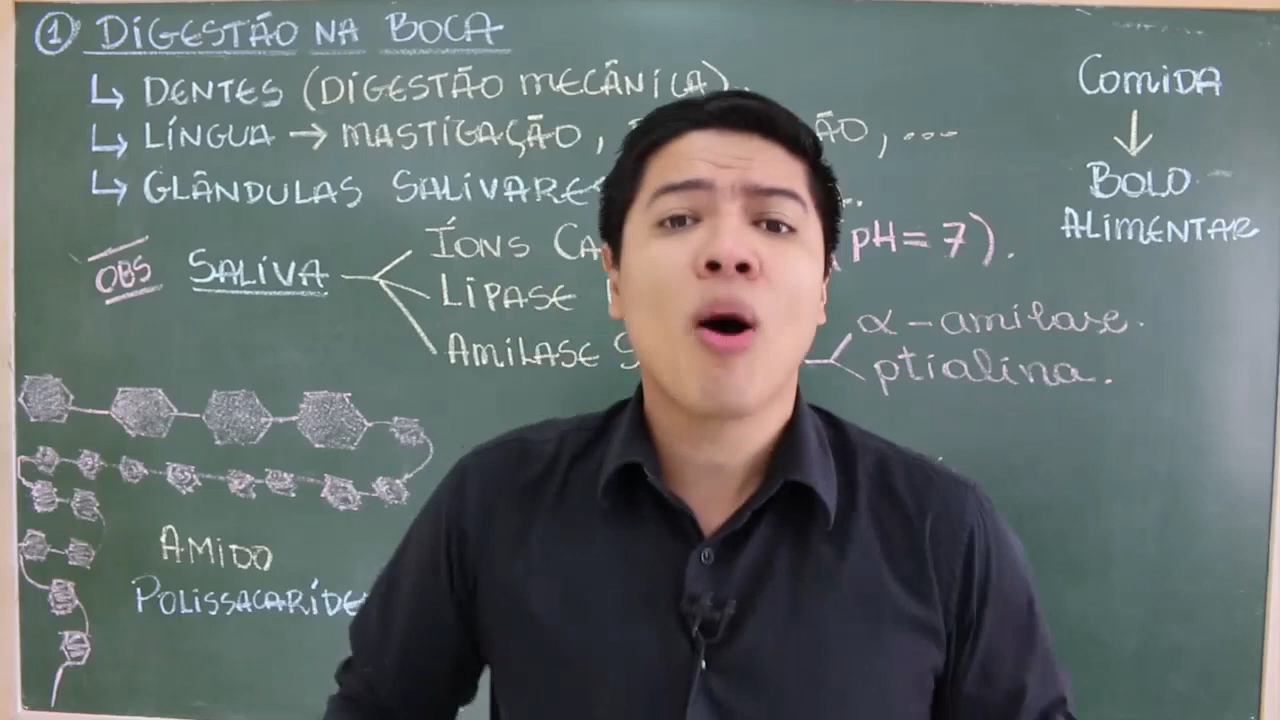 ① DIGESTÃO NA BOCA
↳ DENTES (DIGESTÃO MECÂNICA).
↳ LÍNGUA → MASTIGAÇÃO, ...
↳ GLÂNDULAS SALIVARES
OBS SALIVA
ÍONS
(pH = 7).
LIPASE
AMILASE
α - amilase.
ptialina.
AMIDO
POLISSACARÍDE
COMIDA
↓
BOLO
ALIMENTAR